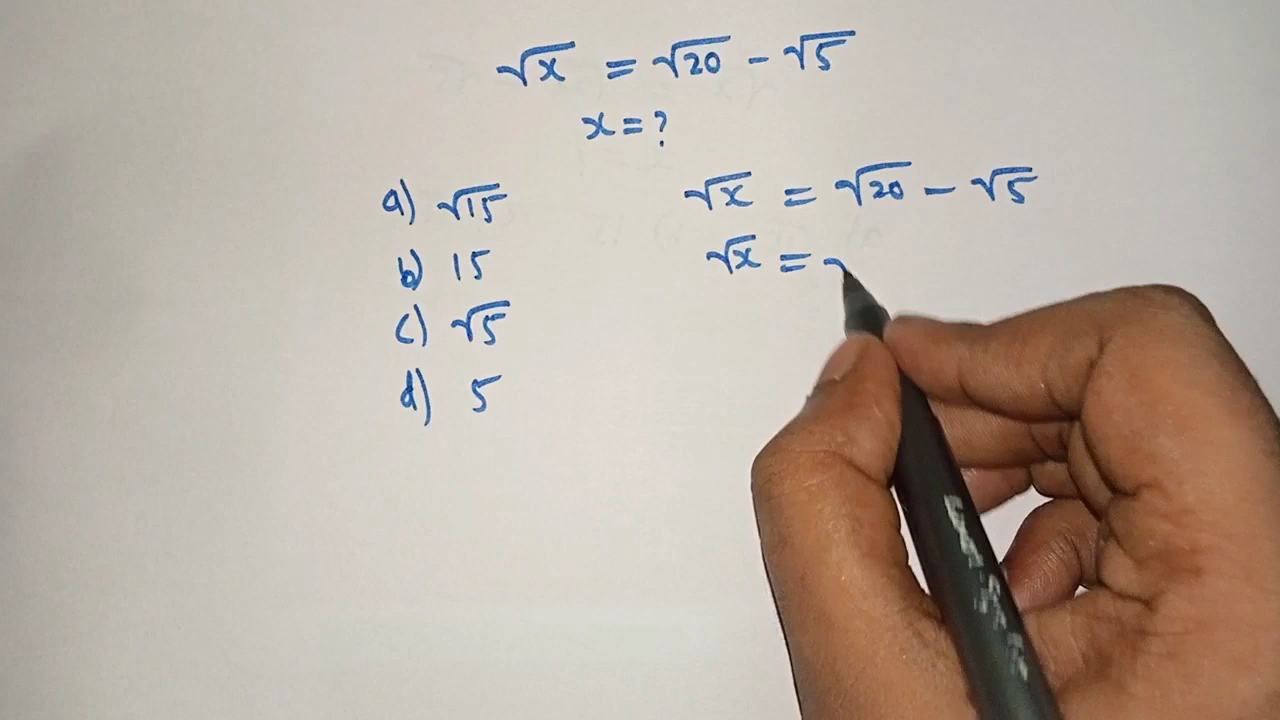 √x = √20 - √5
x = ?
a) √15
b) 15
c) √5
d) 5
√x = √20 - √5
√x =